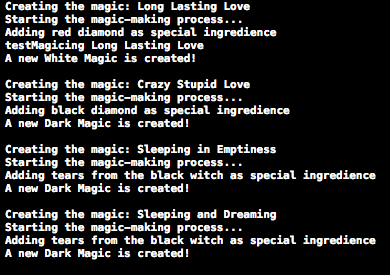 Creating the magic: Long Lasting Love
Starting the magic-making process...
Adding red diamond as special ingredience
testMagicing Long Lasting Love
A new White Magic is created!
Creating the magic: Crazy Stupid Love
Starting the magic-making process...
Adding black diamond as special ingredience
A new Dark Magic is created!
Creating the magic: Sleeping in Emptiness
Starting the magic-making process...
Adding tears from the black witch as special ingredience
A new Dark Magic is created!
Creating the magic: Sleeping and Dreaming
Starting the magic-making process...
Adding tears from the black witch as special ingredience
A new Dark Magic is created!